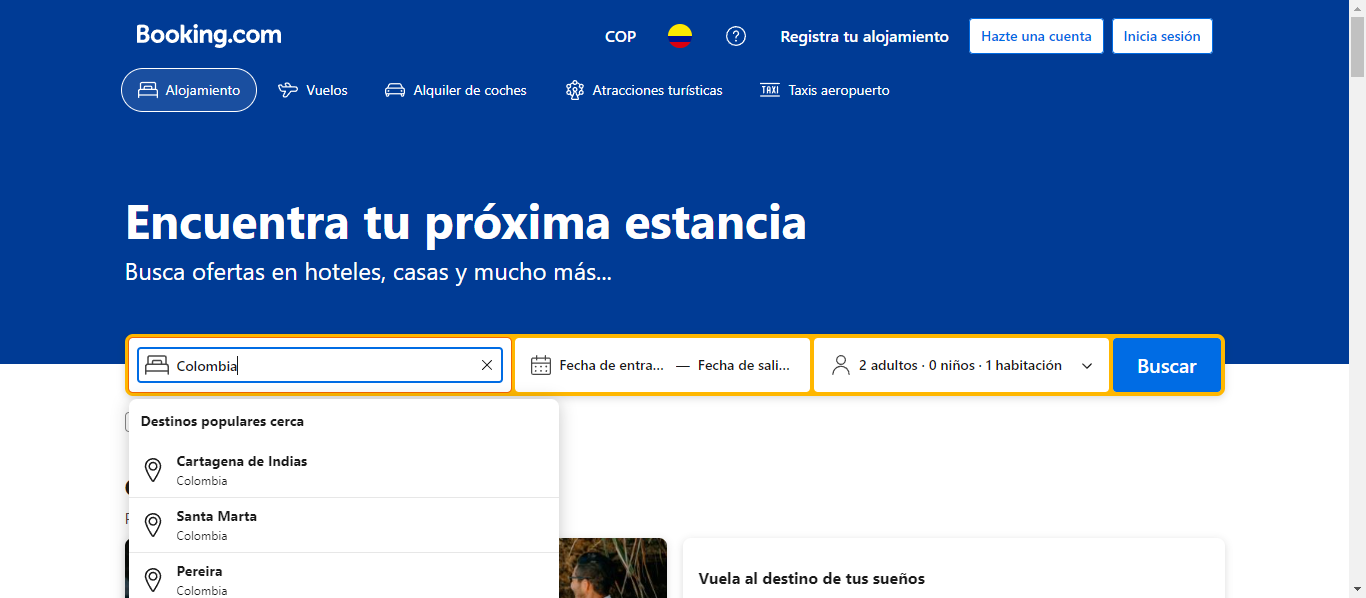 Booking.com
COP
Registra tu alojamiento
Hazte una cuenta
Inicia sesión
Alojamiento
Vuelos
Alquiler de coches
Atracciones turísticas
TAXI
Taxis aeropuerto
Encuentra tu próxima estancia
Busca ofertas en hoteles, casas y mucho más...
Colombia
Fecha de entra... — Fecha de sali...
2 adultos · 0 niños · 1 habitación
Buscar
Destinos populares cerca
Cartagena de Indias
Colombia
Santa Marta
Colombia
Pereira
Colombia
Vuela al destino de tus sueños